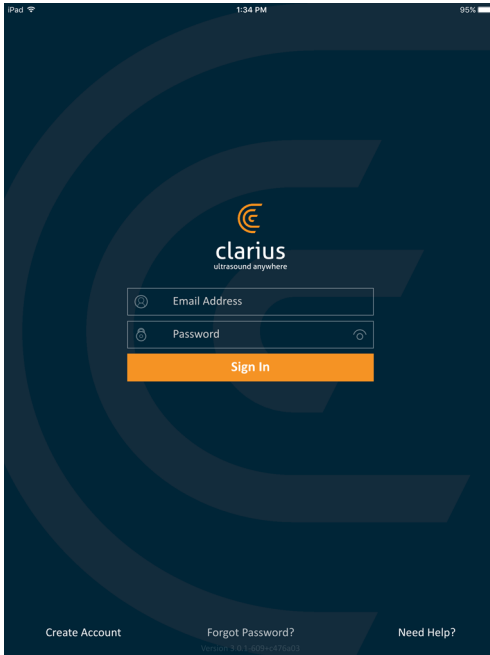 iPad 1:34 PM 95%
clarius
ultrasound anywhere
Email Address
Password
Sign In
Create Account Forgot Password? Need Help?
Version